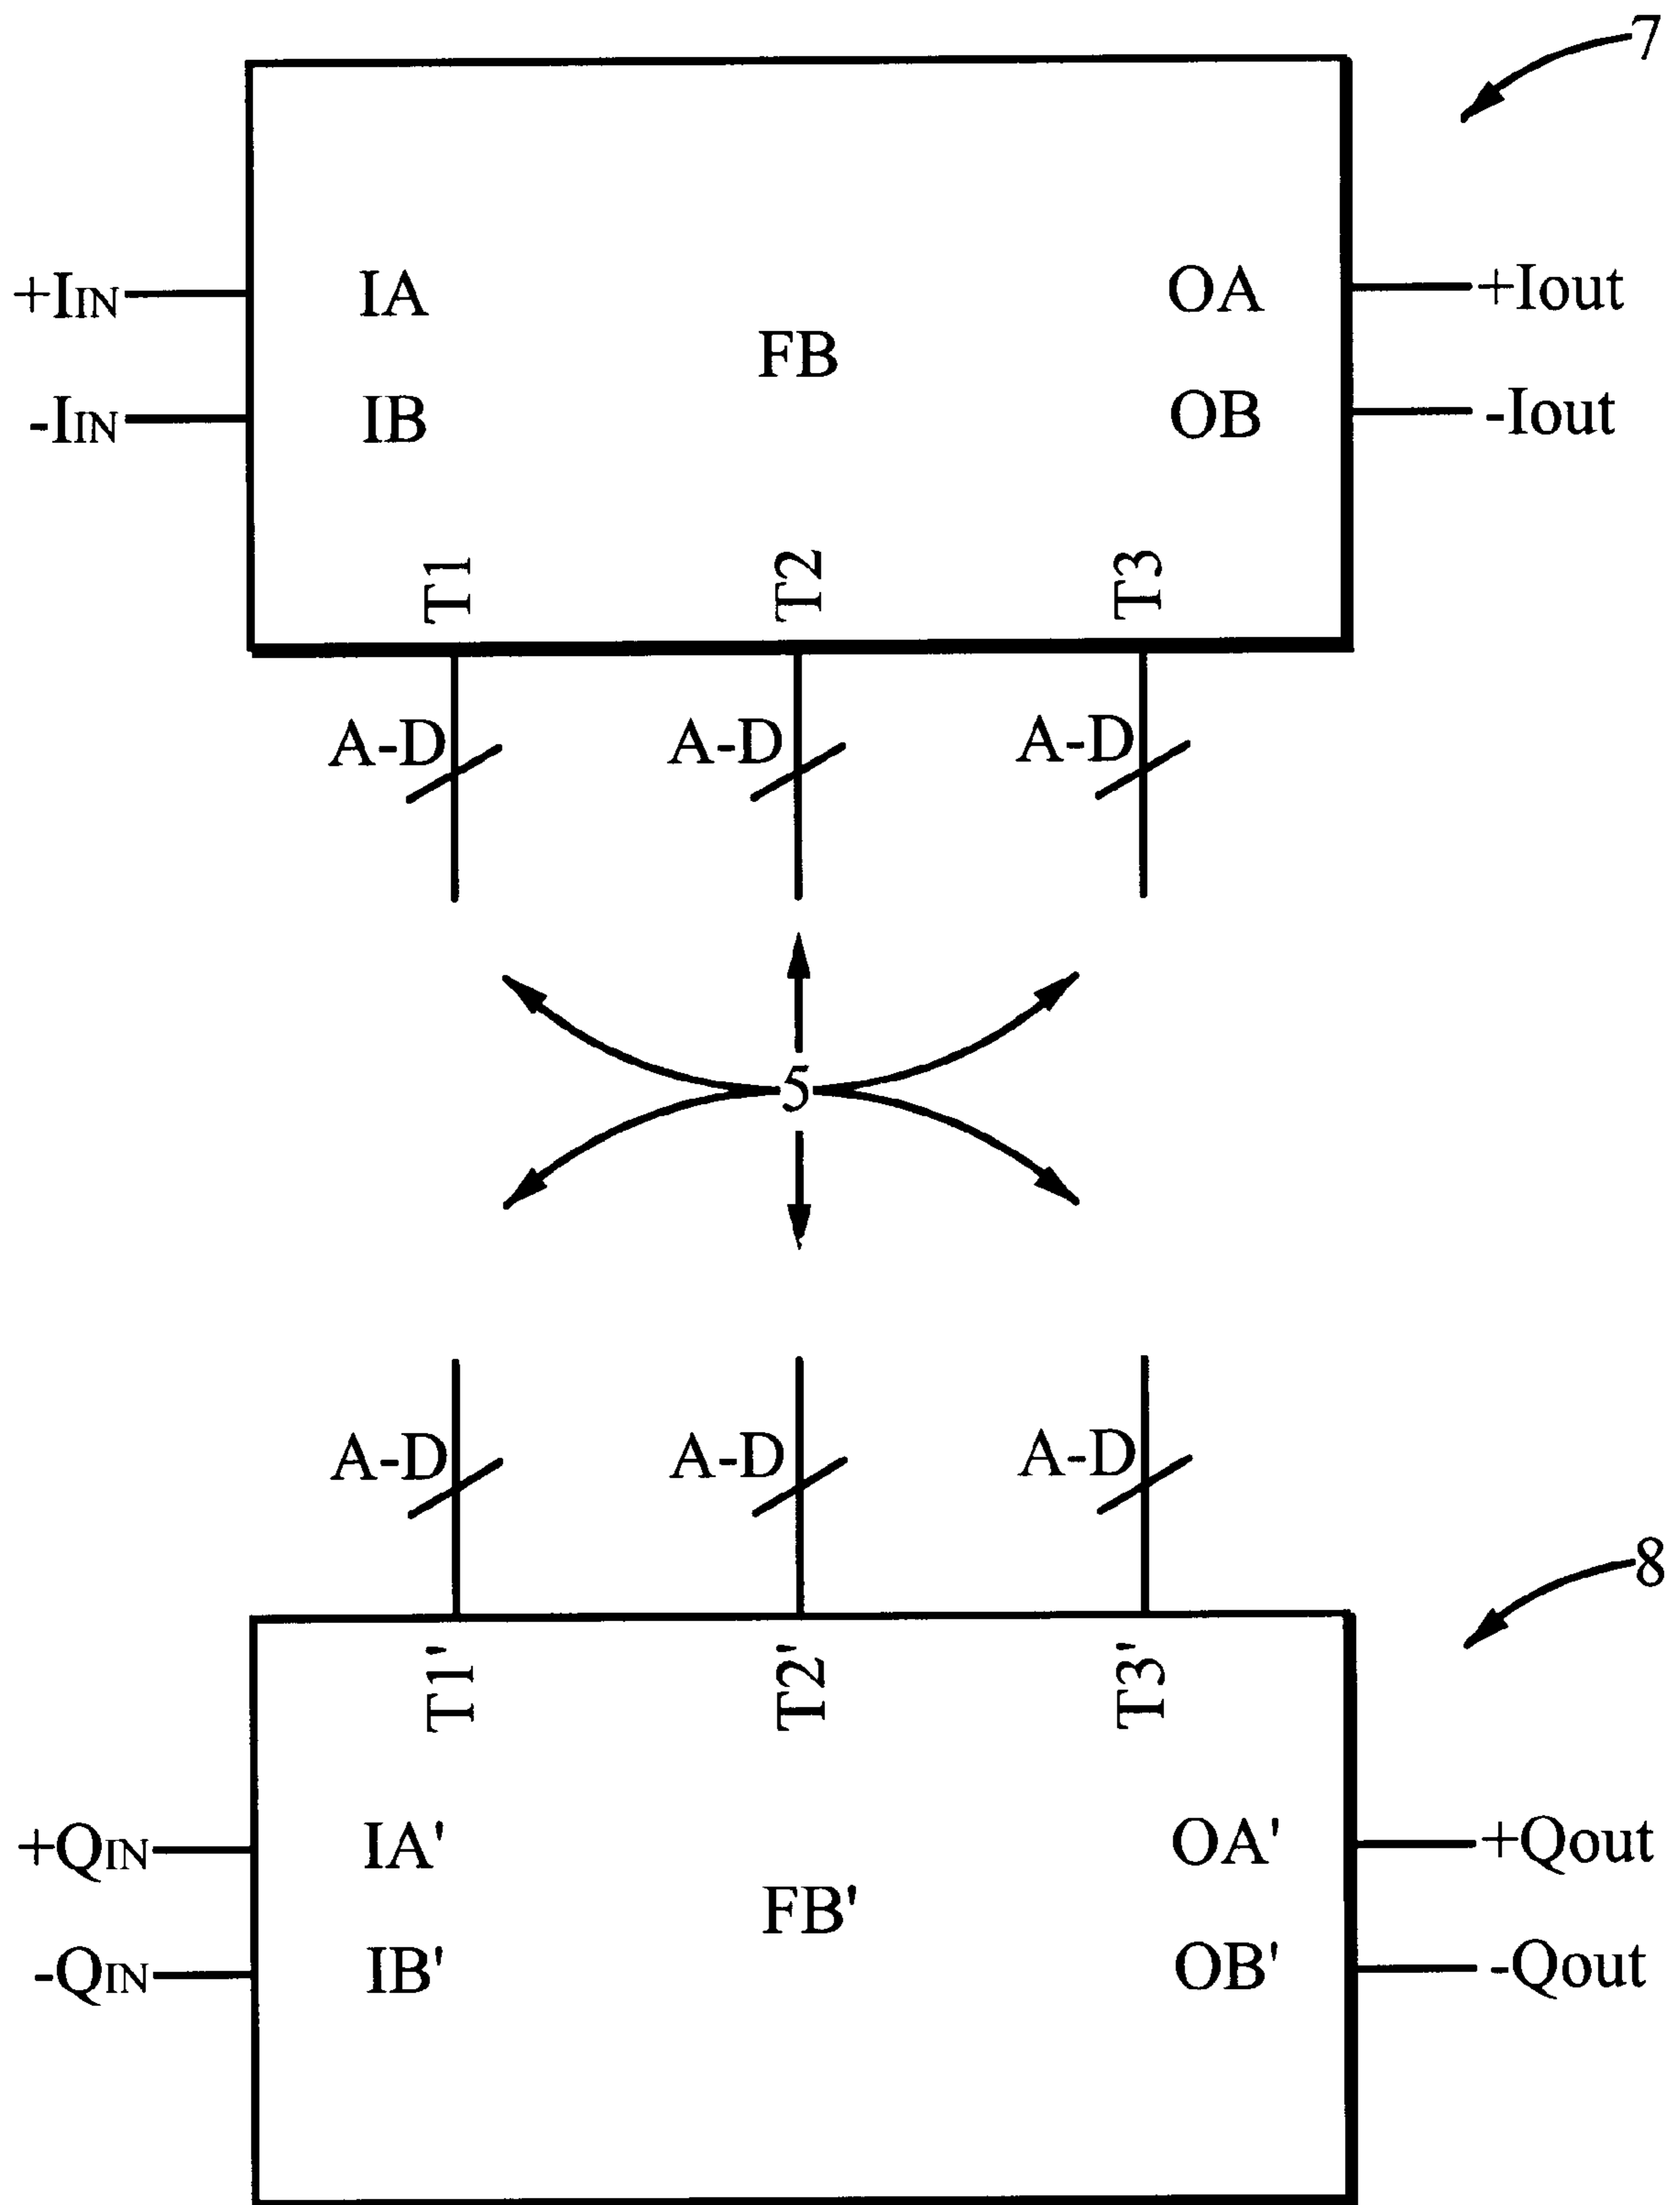 7
+IIN IA OA +Iout
FB
-IIN IB OB -Iout
T1 T2 T3
A-D A-D A-D
5
A-D A-D A-D
8
T1' T2' T3'
+QIN IA' OA' +Qout
FB'
-QIN IB' OB' -Qout